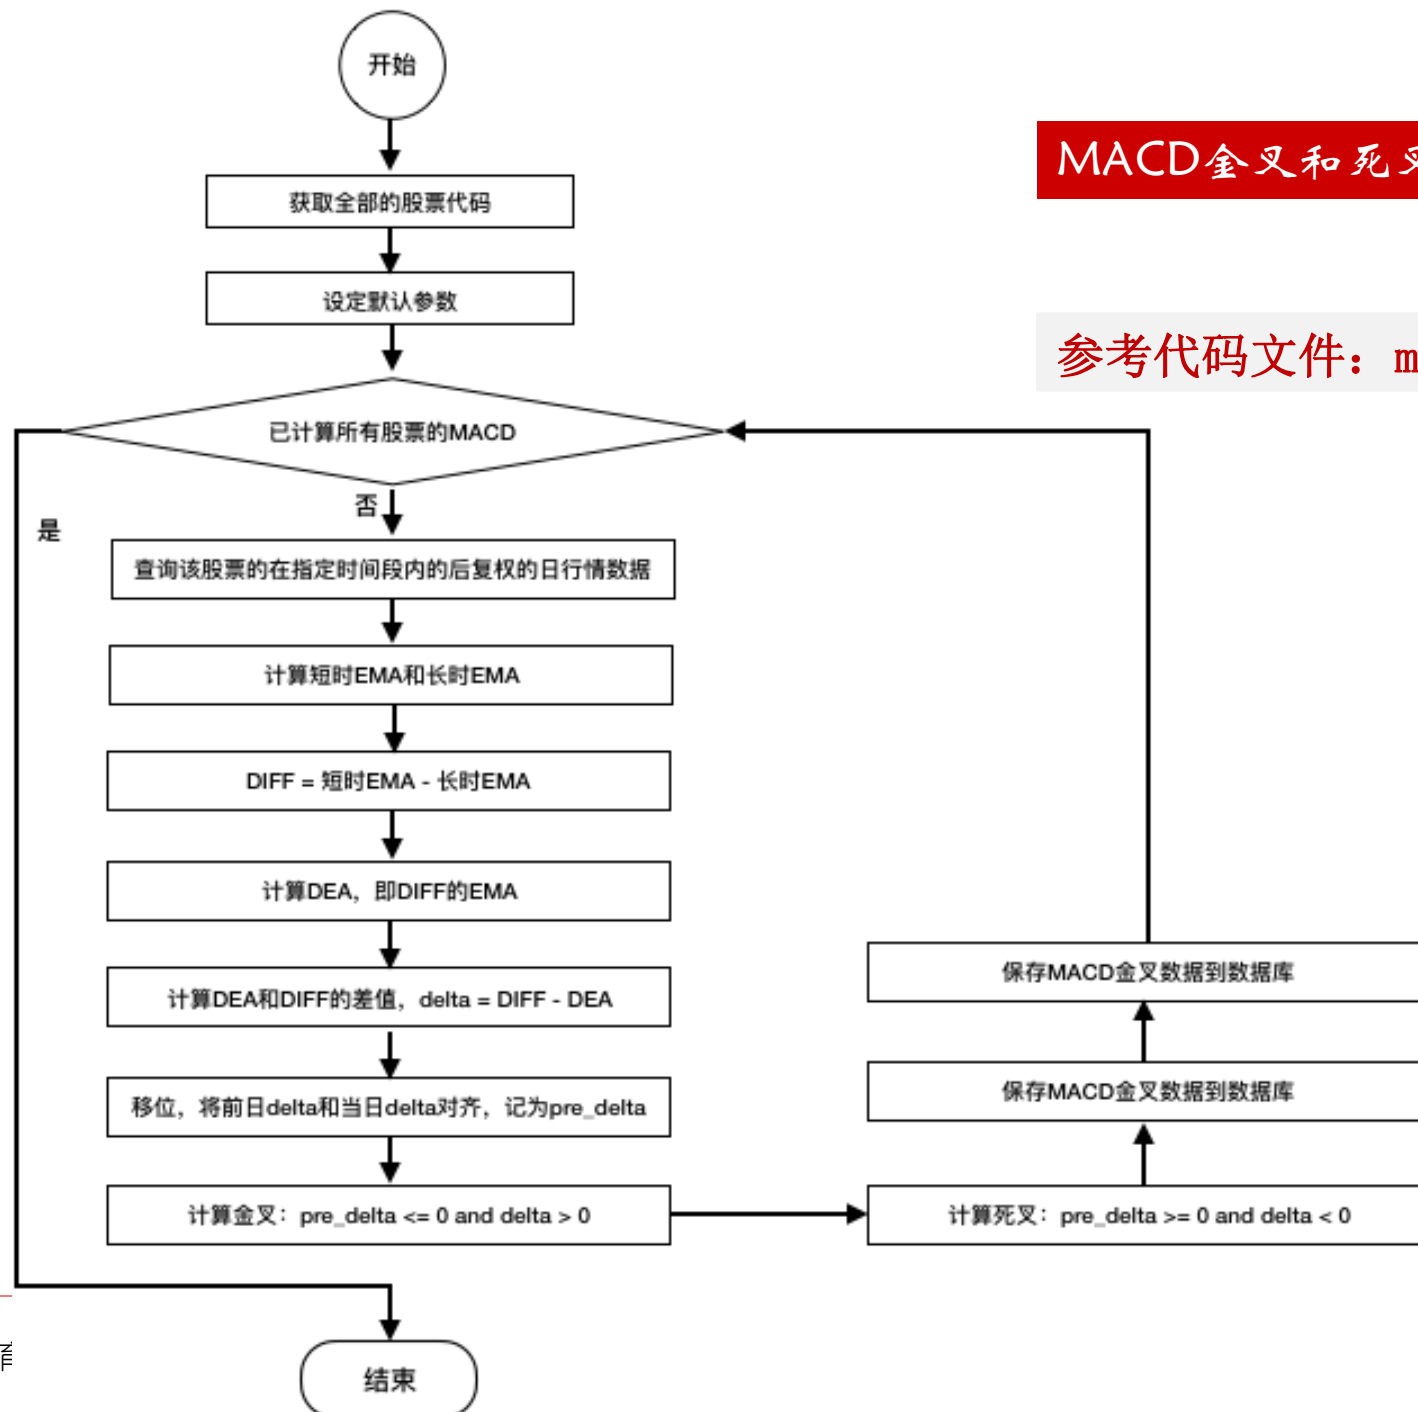 开始
MACD金叉和死叉
获取全部的股票代码
设定默认参数
参考代码文件：m
已计算所有股票的MACD
否
是
查询该股票的在指定时间段内的后复权的日行情数据
计算短时EMA和长时EMA
DIFF = 短时EMA - 长时EMA
计算DEA，即DIFF的EMA
计算DEA和DIFF的差值，delta = DIFF - DEA
移位，将前日delta和当日delta对齐，记为pre_delta
计算金叉：pre_delta <= 0 and delta > 0
计算死叉：pre_delta >= 0 and delta < 0
保存MACD金叉数据到数据库
保存MACD金叉数据到数据库
结束